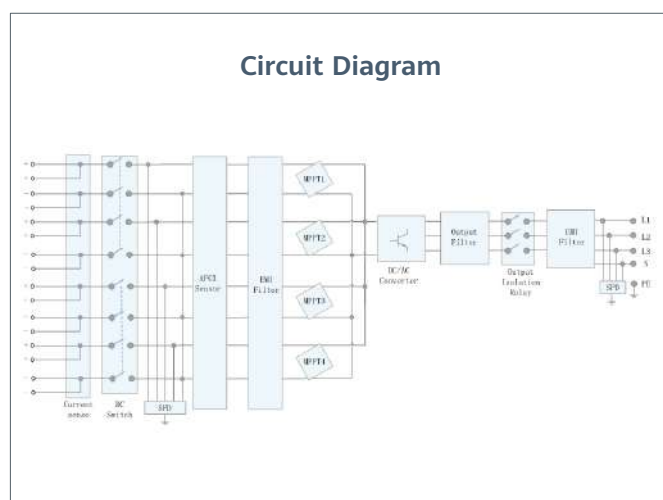 Circuit Diagram
MPPT1
MPPT2
MPPT3
MPPT4
AFCI
Sensor
EMI
Filter
DC/AC
Converter
Output
Filter
Output
Isolation
Relay
EMI
Filter
L1
L2
L3
N
PE
SPD
Current
sense
DC
Switch
SPD